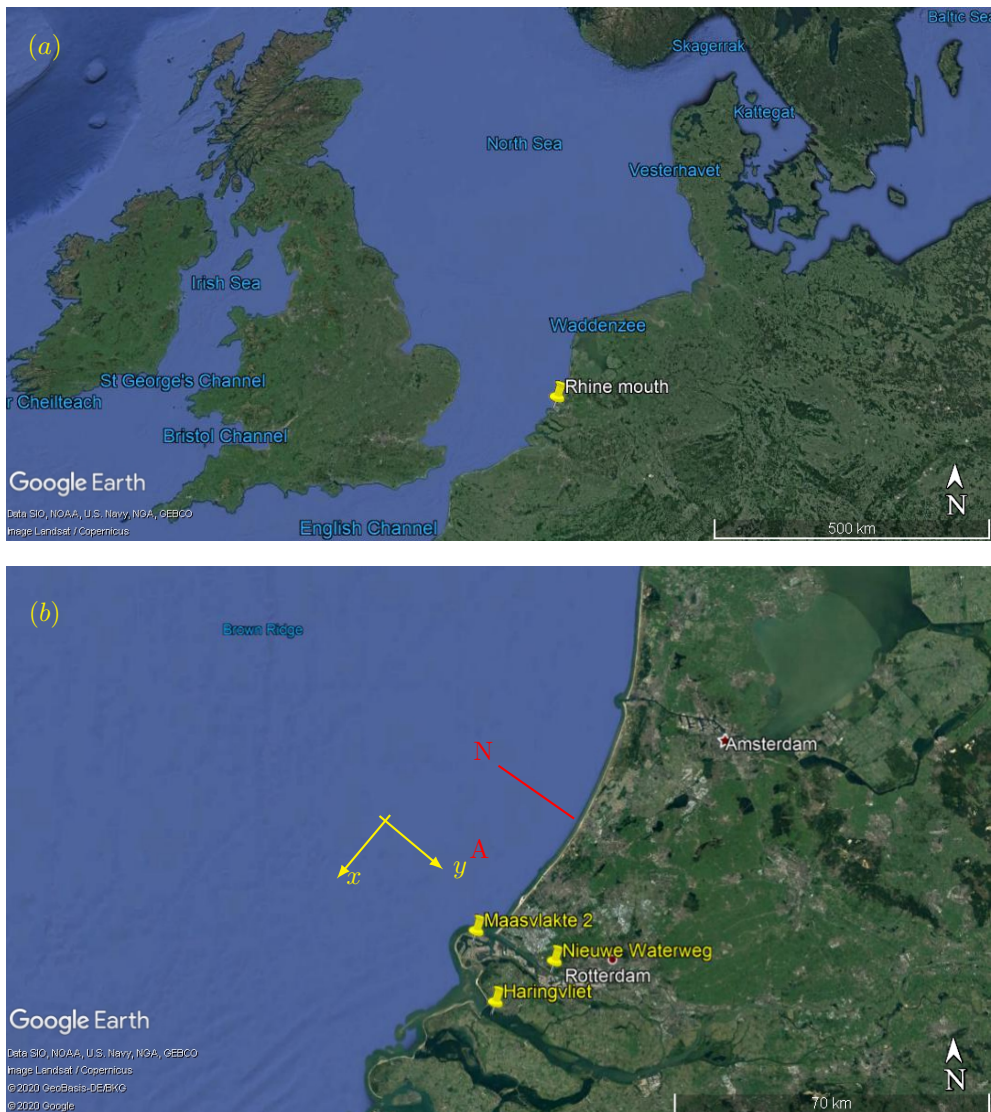 (a)
Baltic Sea
Skagerrak
Kattegat
North Sea
Vesterhavet
Irish Sea
Waddenzee
St George's Channel
Rhine mouth
r Cheilteach
Bristol Channel
Google Earth
Data SIO, NOAA, U.S. Navy, NGA, GEBCO
Image Landsat / Copernicus
English Channel
N
500 km
(b)
Brown Ridge
Amsterdam
N
A
x
y
Maasvlakte 2
Nieuwe Waterweg
Rotterdam
Haringvliet
Google Earth
Data SIO, NOAA, U.S. Navy, NGA, GEBCO
Image Landsat / Copernicus
©2020 GeoBasis-DE/BKG
©2020 Google
N
70 km